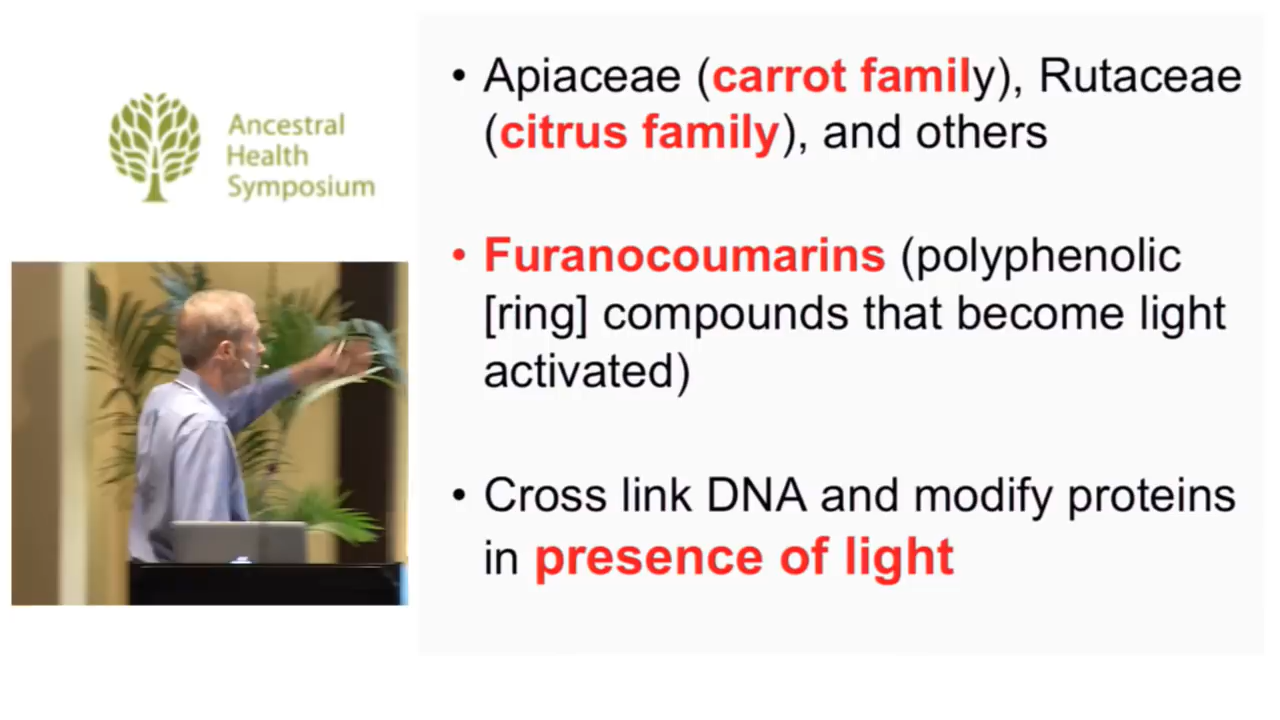 Ancestral
Health
Symposium
• Apiaceae (carrot family), Rutaceae
(citrus family), and others
• Furanocoumarins (polyphenolic
[ring] compounds that become light
activated)
• Cross link DNA and modify proteins
in presence of light